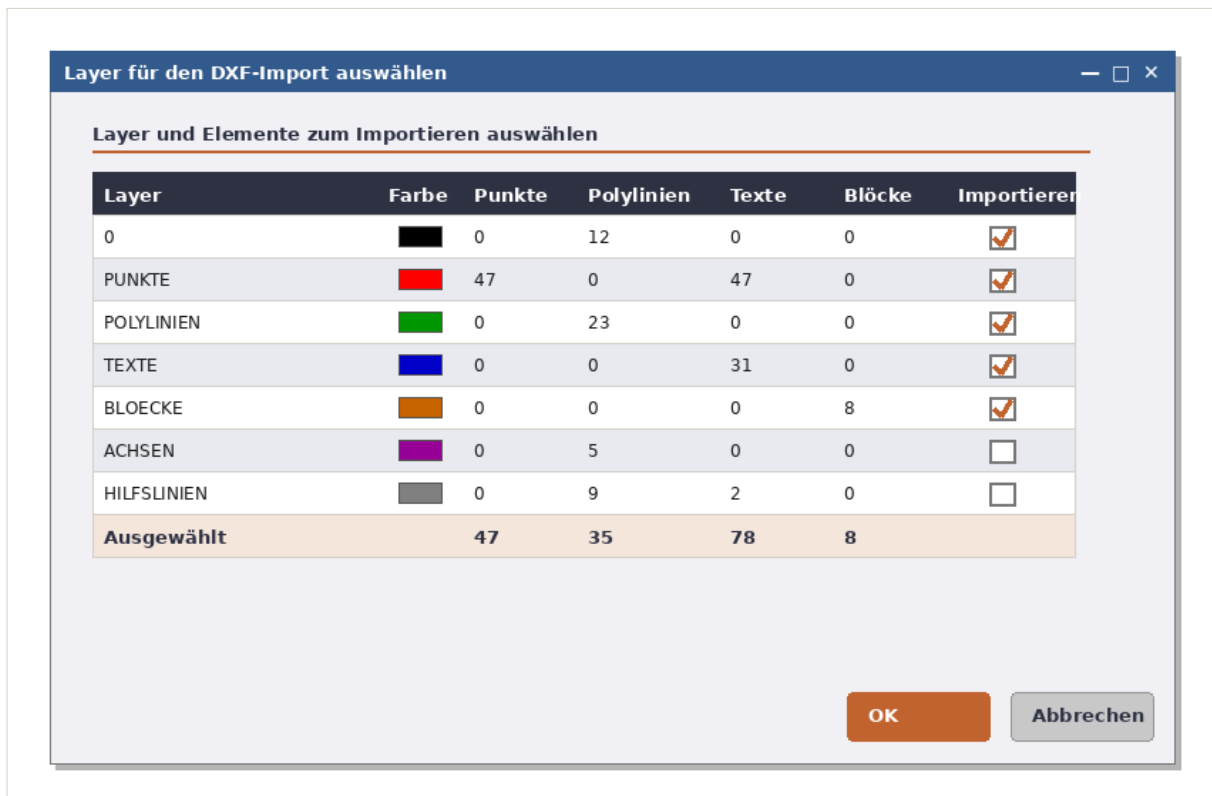 Layer für den DXF-Import auswählen
Layer und Elemente zum Importieren auswählen
Layer Farbe Punkte Polylinien Texte Blöcke Importieren
0 0 12 0 0
PUNKTE 47 0 47 0
POLYLINIEN 0 23 0 0
TEXTE 0 0 31 0
BLOECKE 0 0 0 8
ACHSEN 0 5 0 0
HILFSLINIEN 0 9 2 0
Ausgewählt 47 35 78 8
OK Abbrechen